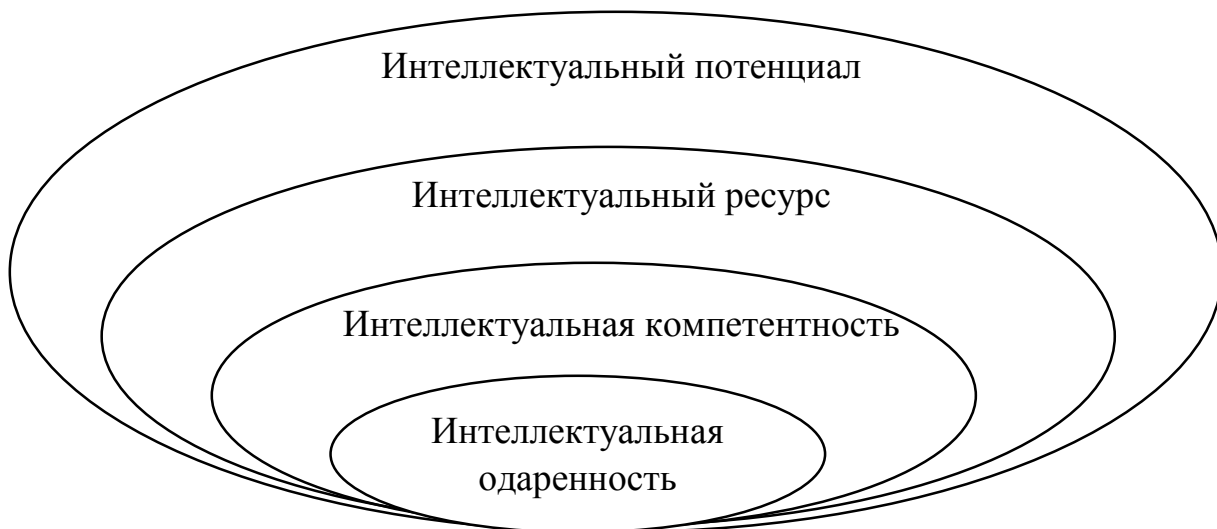 Интеллектуальный потенциал
Интеллектуальный ресурс
Интеллектуальная компетентность
Интеллектуальная
одаренность